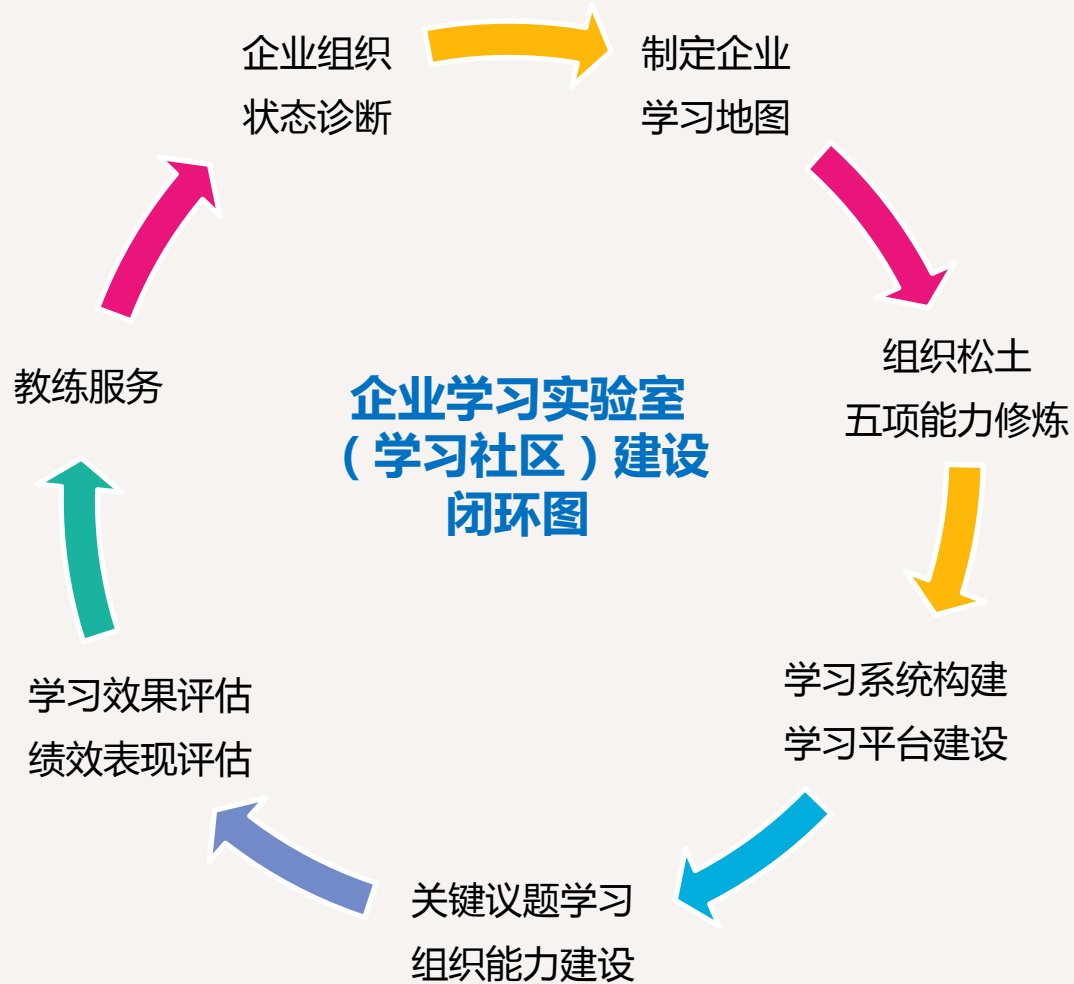 企业组织
状态诊断
制定企业
学习地图
组织松土
五项能力修炼
学习系统构建
学习平台建设
关键议题学习
组织能力建设
学习效果评估
绩效表现评估
教练服务
企业学习实验室
（学习社区）建设
闭环图